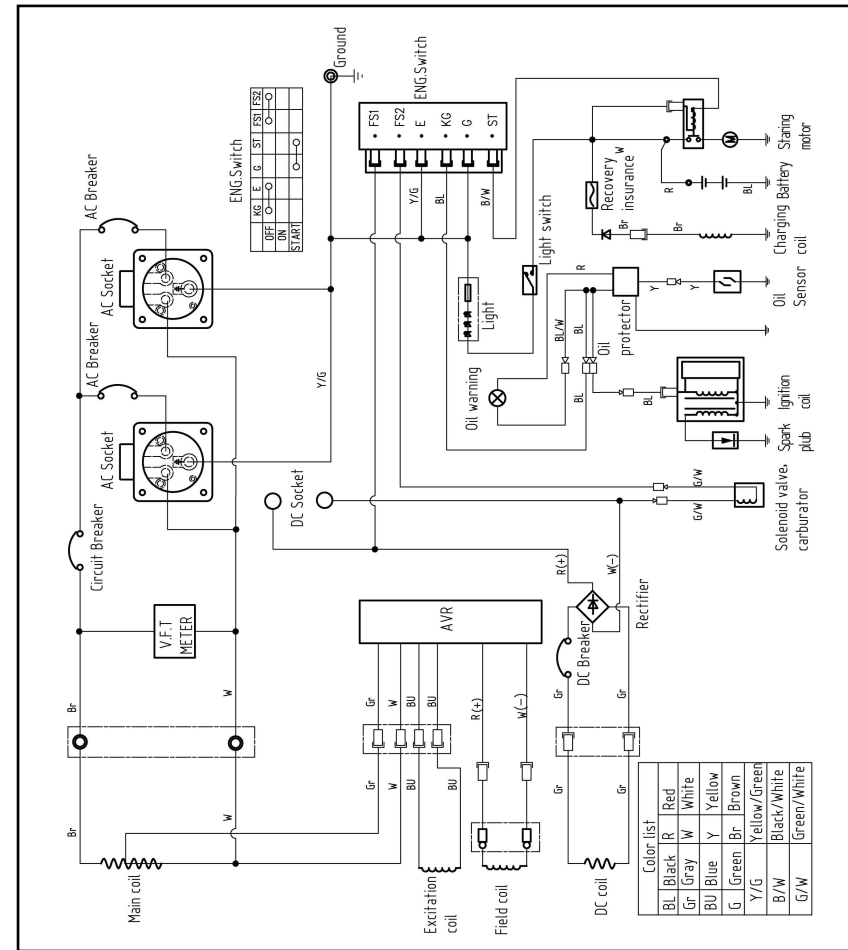 Ground
ENG.Switch
KG E G ST FS1 FS2
OFF
ON
START
ENG.Switch
FS1
FS2
E
KG
G
ST
AC Breaker
AC Socket
AC Breaker
AC Socket
Circuit Breaker
V.F.T
METER
Br
W
Br
W
Main coil
Y/G
Y/G
BL
B/W
Light switch
Light
Recovery
insurance
W
Br
Br
R
BL
Staring
motor
Battery
Charging
coil
Oil
Sensor
Y
Y
R
Oil
protector
BL/W
BL
BL
BL
Oil warning
Ignition
coil
Spark
plub
DC Socket
G/W
G/W
Solenoid valve,
carburator
R(+)
W(-)
Rectifier
DC Breaker
AVR
Gr
W
BU
BU
R(+)
W(-)
Gr
Gr
Gr
W
BU
BU
Gr
Gr
Excitation
coil
Field coil
DC coil
Color list
BL Black R Red
Gr Gray W White
BU Blue Y Yellow
G Green Br Brown
Y/G Yellow/Green
B/W Black/White
G/W Green/White